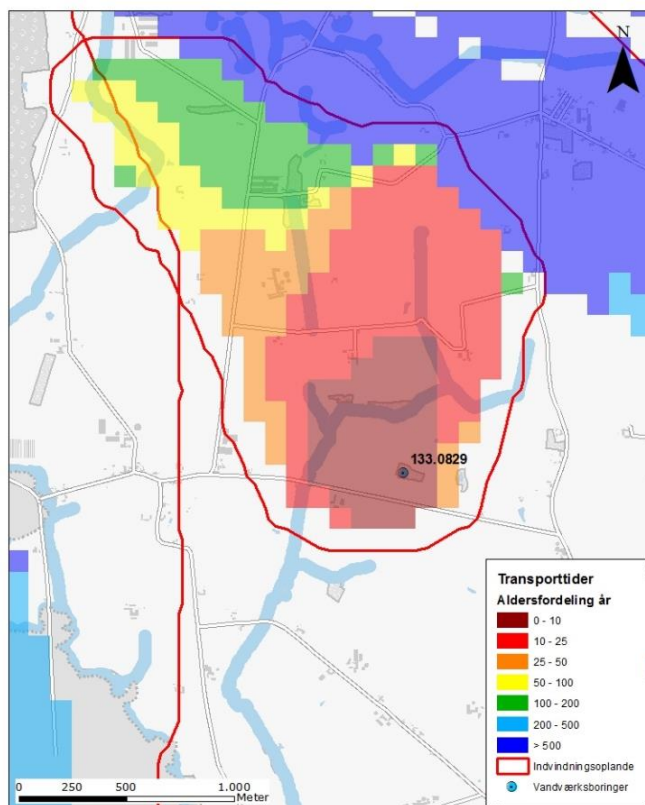 N
133.0829
Transporttider
Aldersfordeling år
0 - 10
10 - 25
25 - 50
50 - 100
100 - 200
200 - 500
> 500
Indvindningsoplande
Vandværksboringer
0 250 500 1.000
Meter